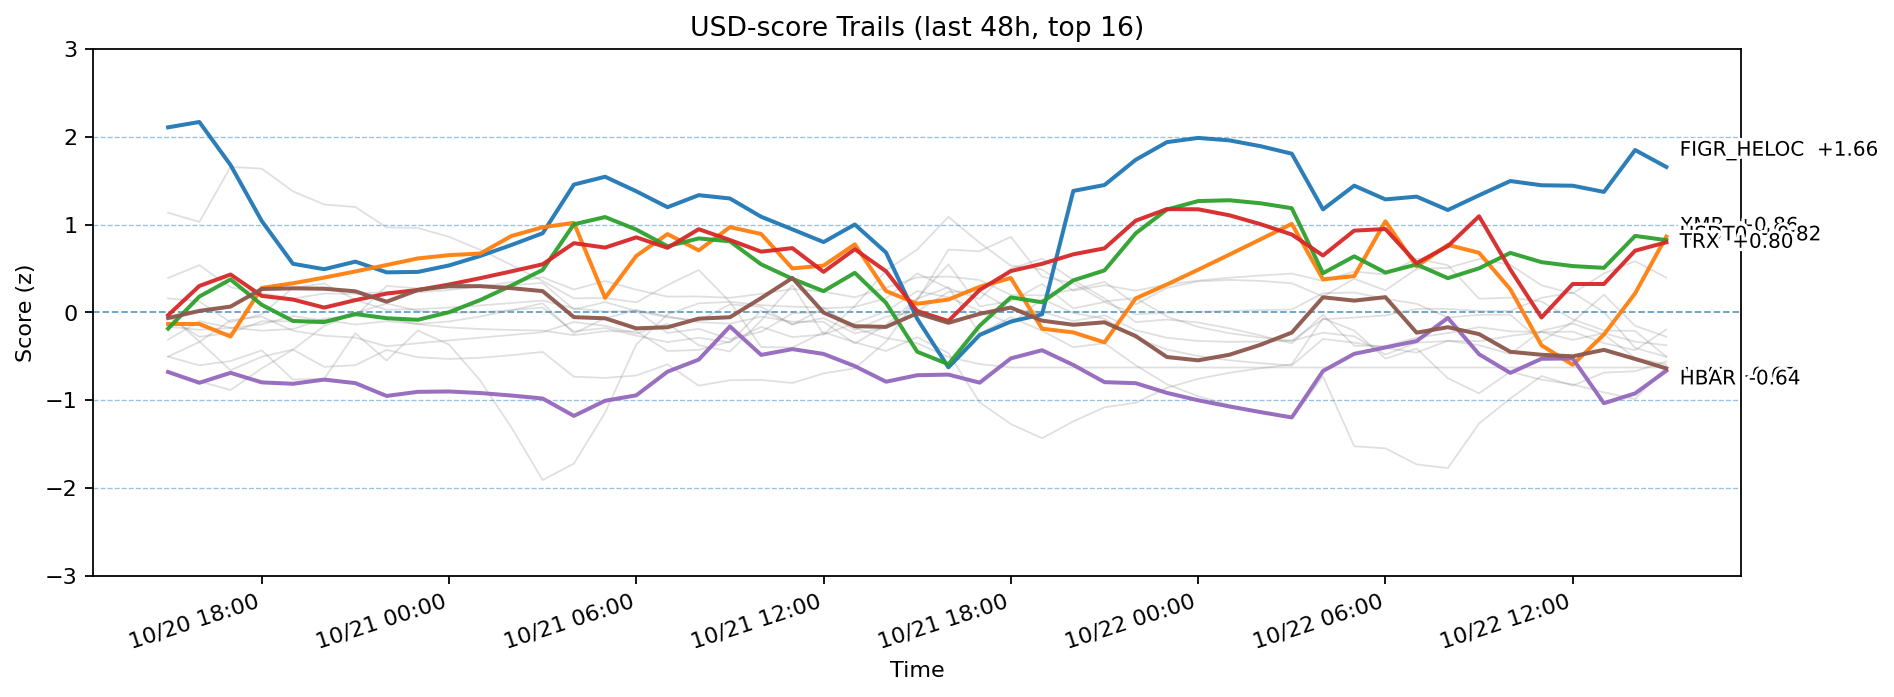 USD-score Trails (last 48h, top 16)
Score (z)
3
2
1
0
−1
−2
−3
FIGR_HELOC +1.66
XMR +0.86
TRX +0.80
HBAR -0.64
10/20 18:00
10/21 00:00
10/21 06:00
10/21 12:00
10/21 18:00
10/22 00:00
10/22 06:00
10/22 12:00
Time